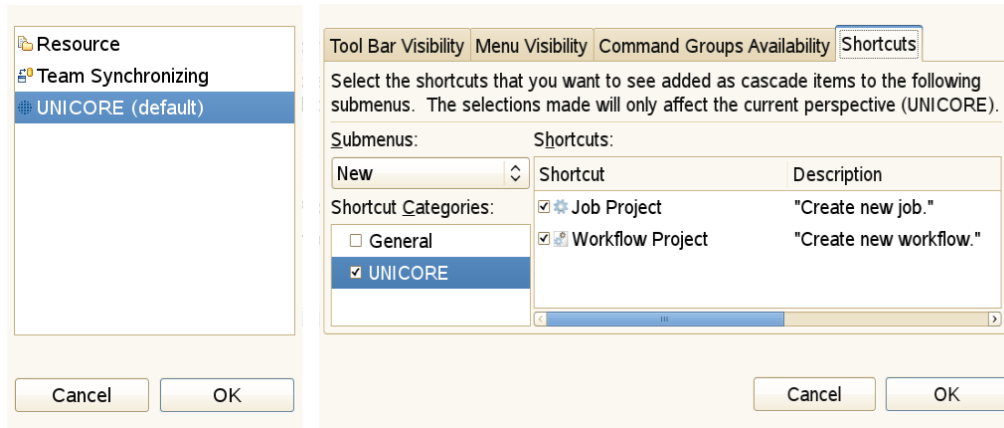 Resource
Team Synchronizing
UNICORE (default)
Cancel OK
Tool Bar Visibility Menu Visibility Command Groups Availability Shortcuts
Select the shortcuts that you want to see added as cascade items to the following
submenus. The selections made will only affect the current perspective (UNICORE).
Submenus: Shortcuts:
New Shortcut Description
Shortcut Categories:
Job Project "Create new job."
General
Workflow Project "Create new workflow."
UNICORE
Cancel OK